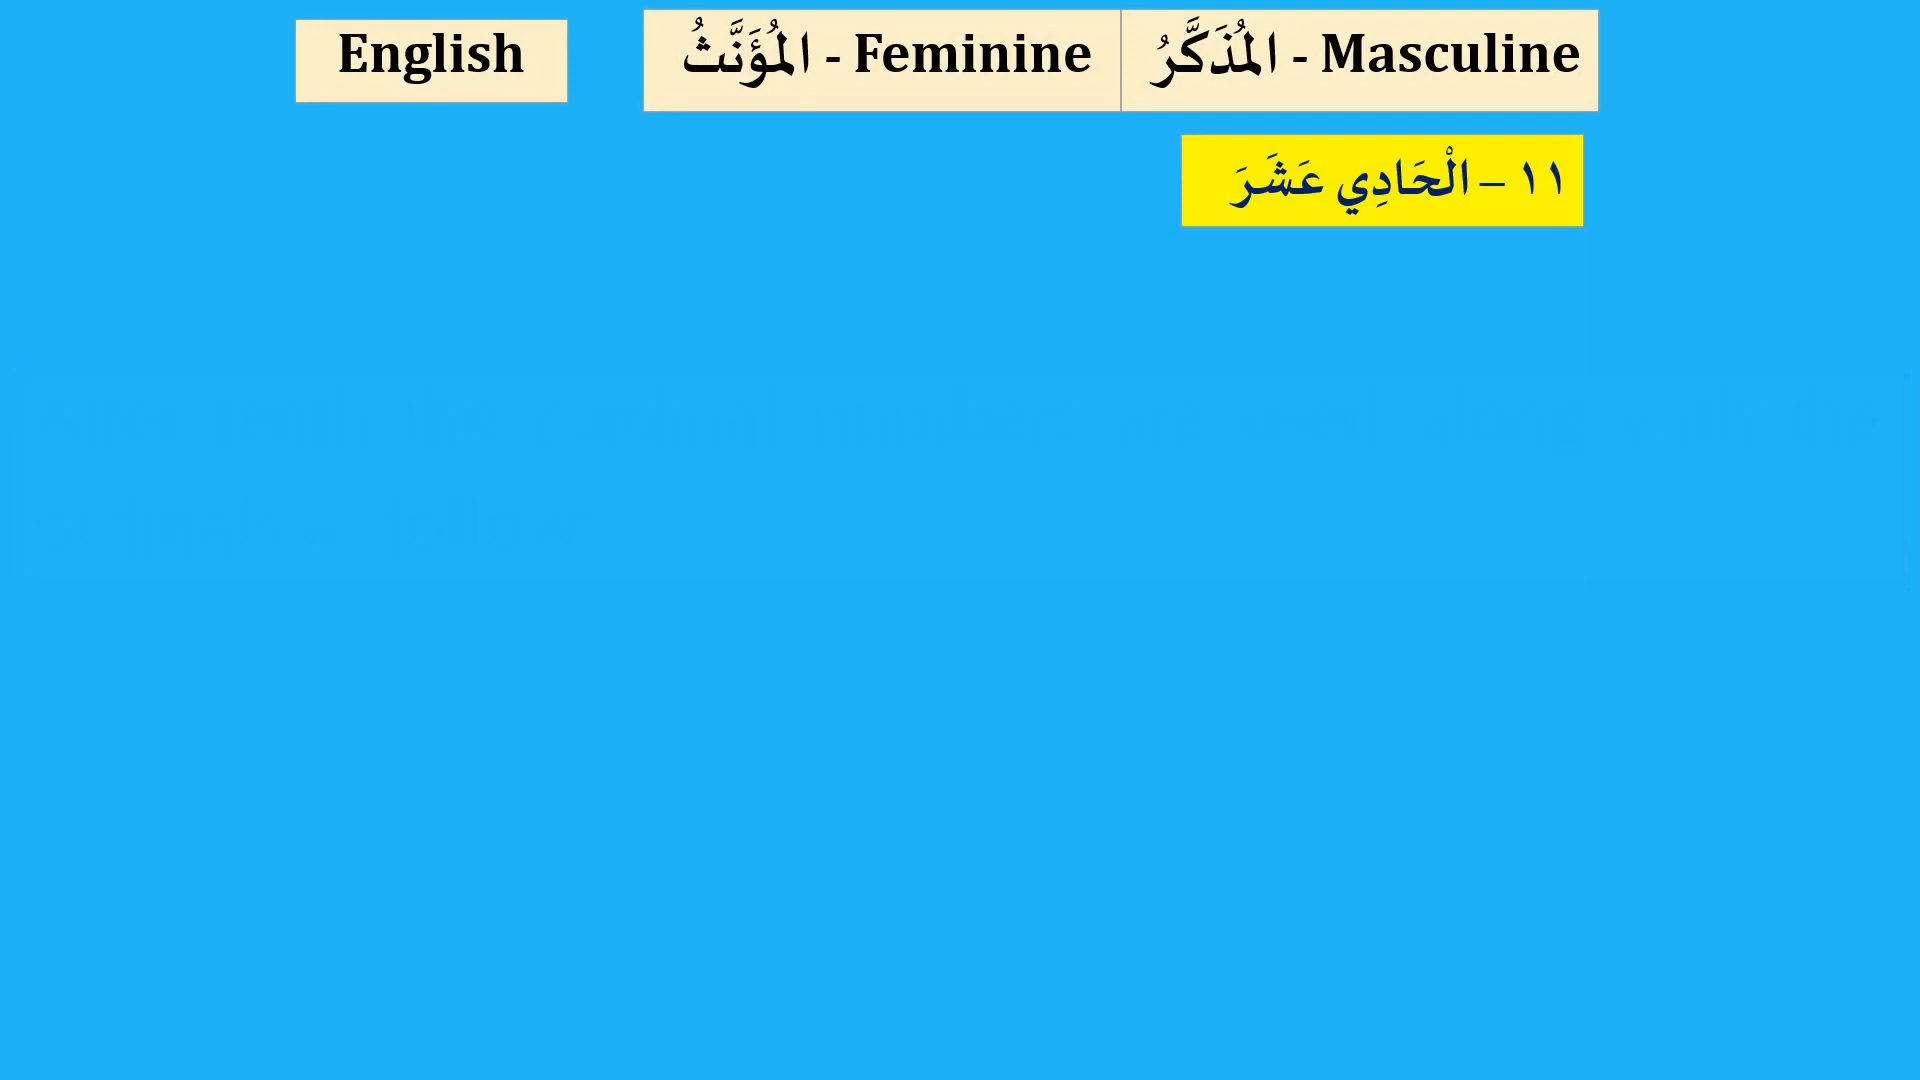 English
المُؤَنَّثُ - Feminine
المُذَكَّرُ - Masculine
١١ – الْحَادِي عَشَرَ